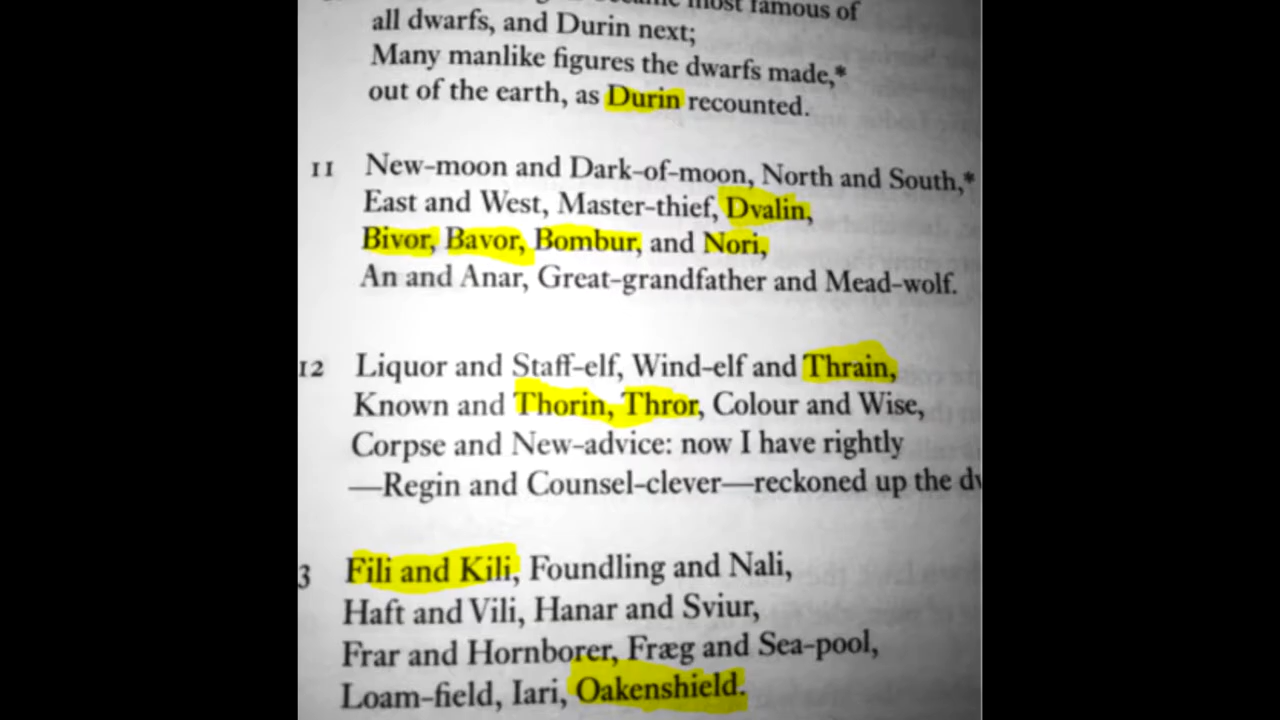 most famous of
all dwarfs, and Durin next;
Many manlike figures the dwarfs made,*
out of the earth, as Durin recounted.
11 New-moon and Dark-of-moon, North and South,*
East and West, Master-thief, Dvalin,
Bivor, Bavor, Bombur, and Nori,
An and Anar, Great-grandfather and Mead-wolf.
12 Liquor and Staff-elf, Wind-elf and Thrain,
Known and Thorin, Thror, Colour and Wise,
Corpse and New-advice: now I have rightly
—Regin and Counsel-clever—reckoned up the
3 Fili and Kili, Foundling and Nali,
Haft and Vili, Hanar and Sviur,
Frar and Hornborer, Fræg and Sea-pool,
Loam-field, Iari, Oakenshield.